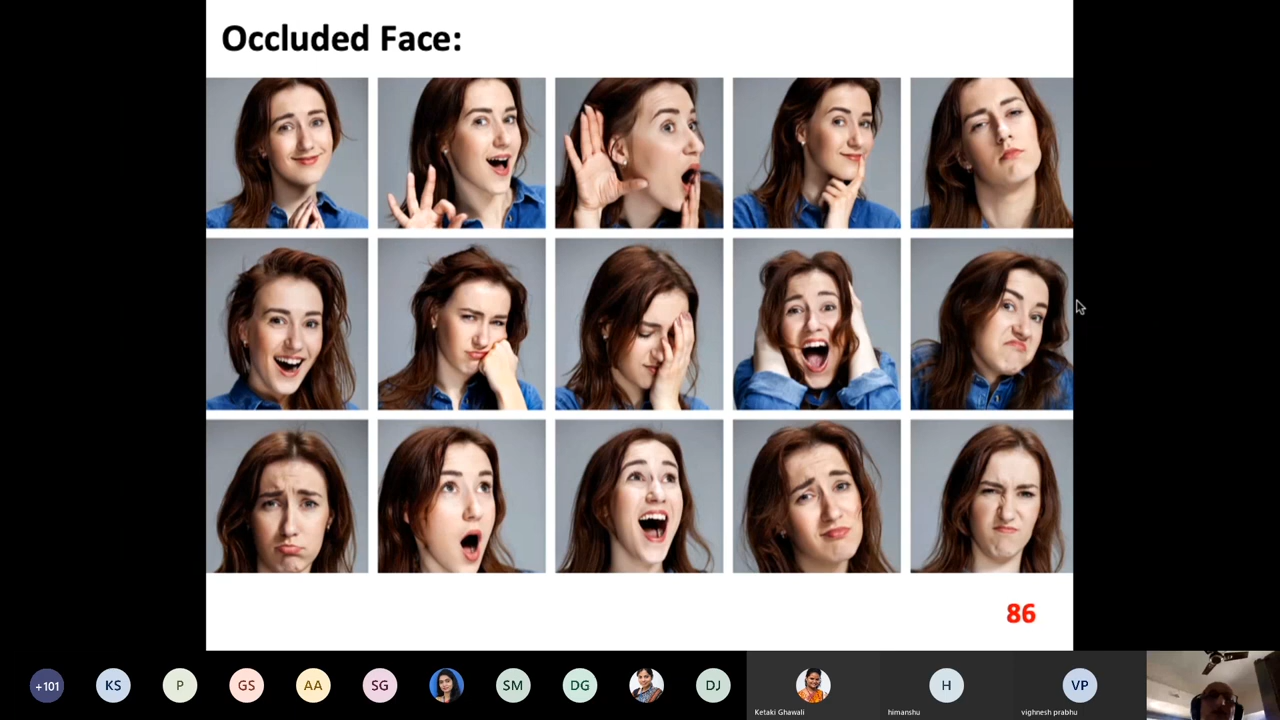 Occluded Face:
86
+101
KS
P
GS
AA
SG
SM
DG
DJ
H
VP
Ketaki Ghawali
himanshu
vighnesh prabhu